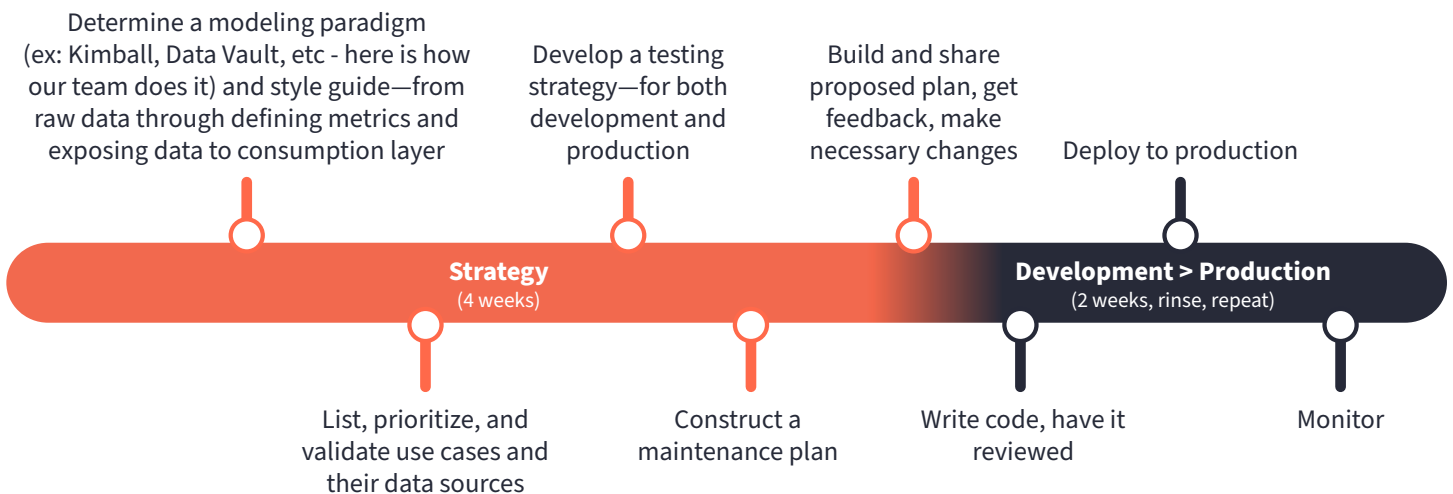 Determine a modeling paradigm
(ex: Kimball, Data Vault, etc - here is how
our team does it) and style guide—from
raw data through defining metrics and
exposing data to consumption layer
Develop a testing
strategy—for both
development and
production
Build and share
proposed plan, get
feedback, make
necessary changes
Deploy to production
Strategy
(4 weeks)
Development > Production
(2 weeks, rinse, repeat)
List, prioritize, and
validate use cases and
their data sources
Construct a
maintenance plan
Write code, have it
reviewed
Monitor